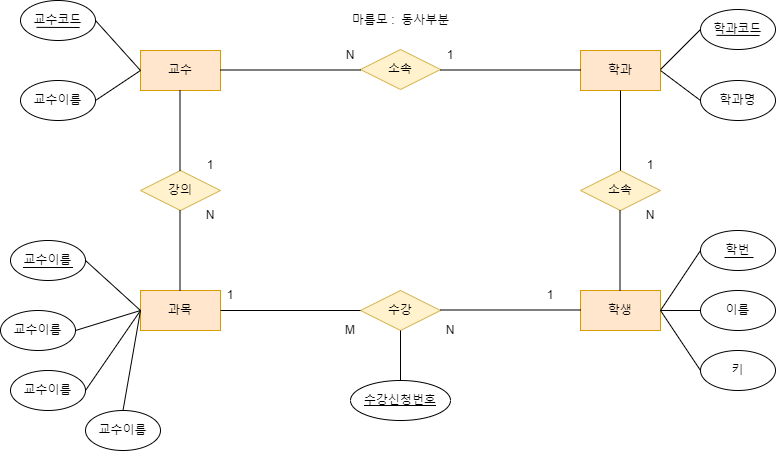 교수코드
마름모 : 동사부분
학과코드
교수
N
소속
1
학과
교수이름
학과명
1
강의
N
1
소속
N
교수이름
학번
교수이름
과목
1
M
수강
N
1
학생
이름
교수이름
수강신청번호
키
교수이름